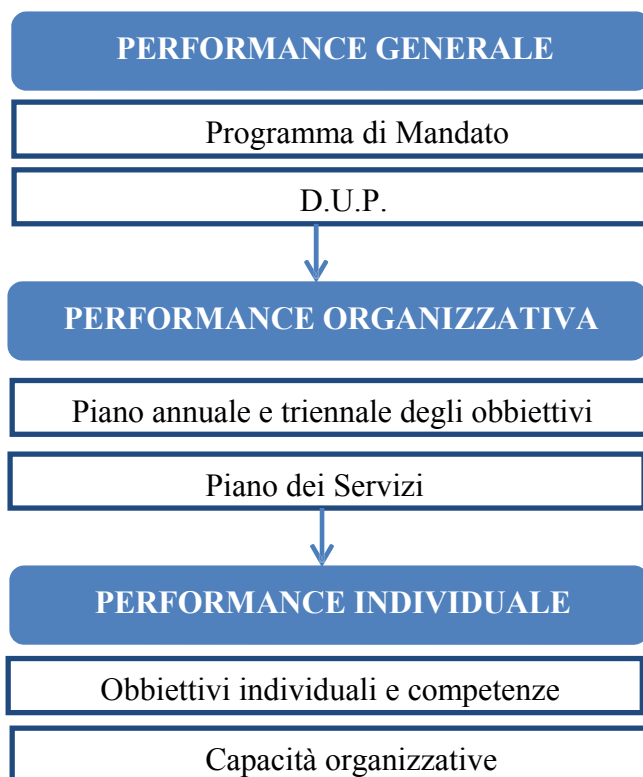 PERFORMANCE GENERALE
Programma di Mandato
D.U.P.
PERFORMANCE ORGANIZZATIVA
Piano annuale e triennale degli obbiettivi
Piano dei Servizi
PERFORMANCE INDIVIDUALE
Obbiettivi individuali e competenze
Capacità organizzative